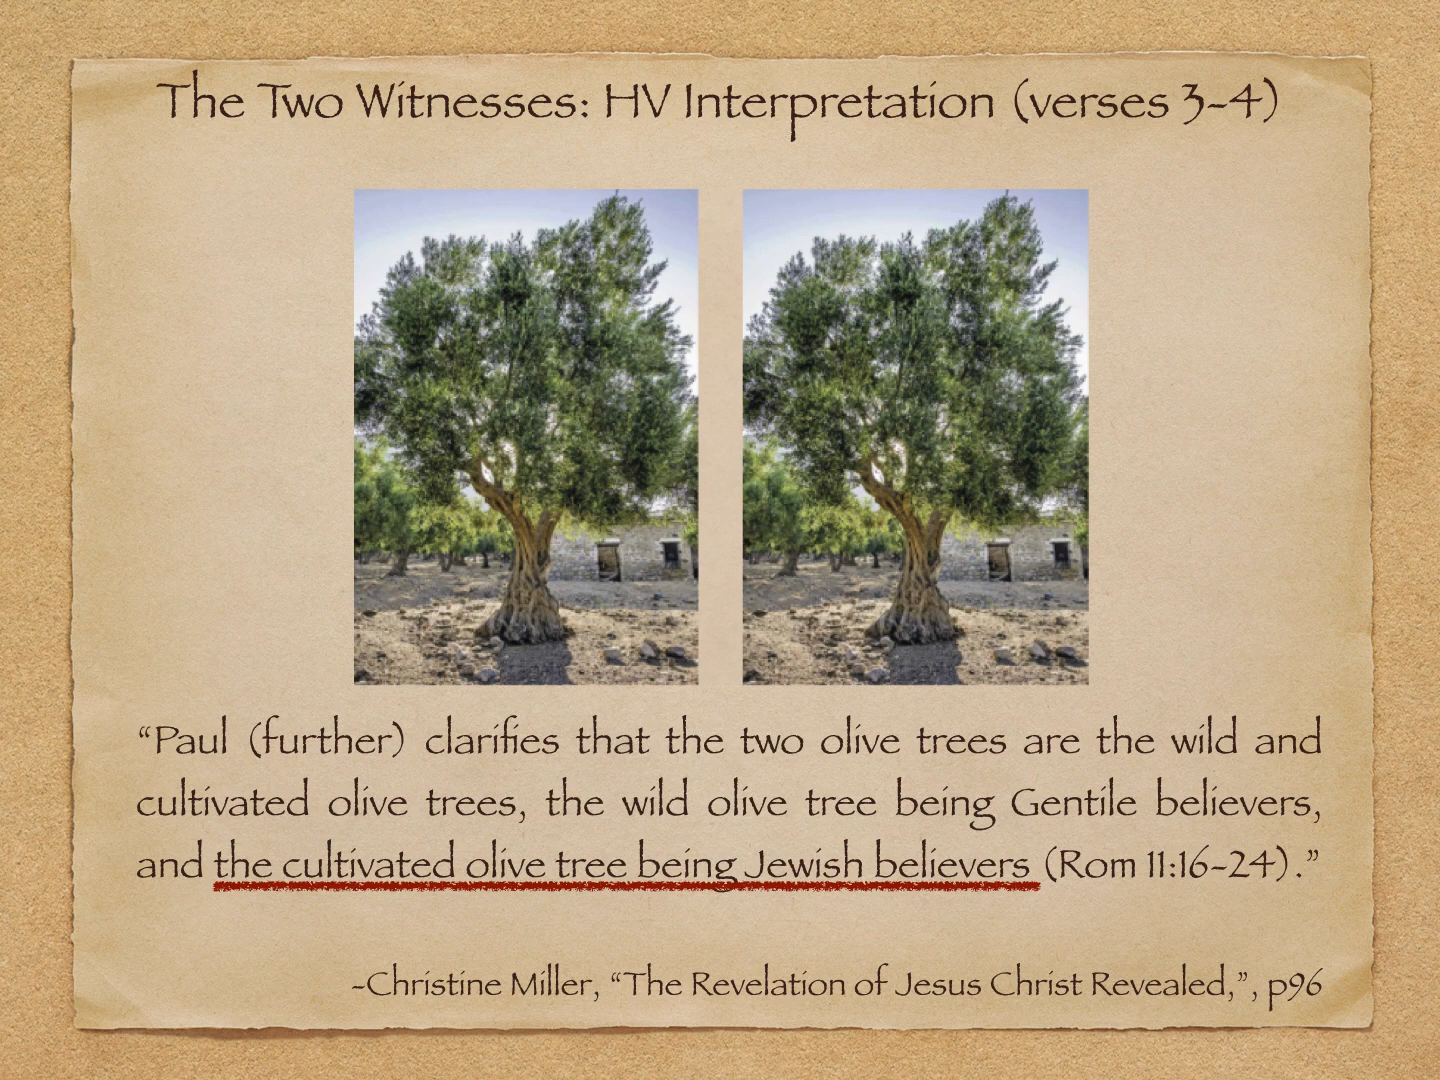 The Two Witnesses: HV Interpretation (verses 3-4)
“Paul (further) clarifies that the two olive trees are the wild and
cultivated olive trees, the wild olive tree being Gentile believers,
and the cultivated olive tree being Jewish believers (Rom 11:16-24).”
-Christine Miller, “The Revelation of Jesus Christ Revealed,”, p96